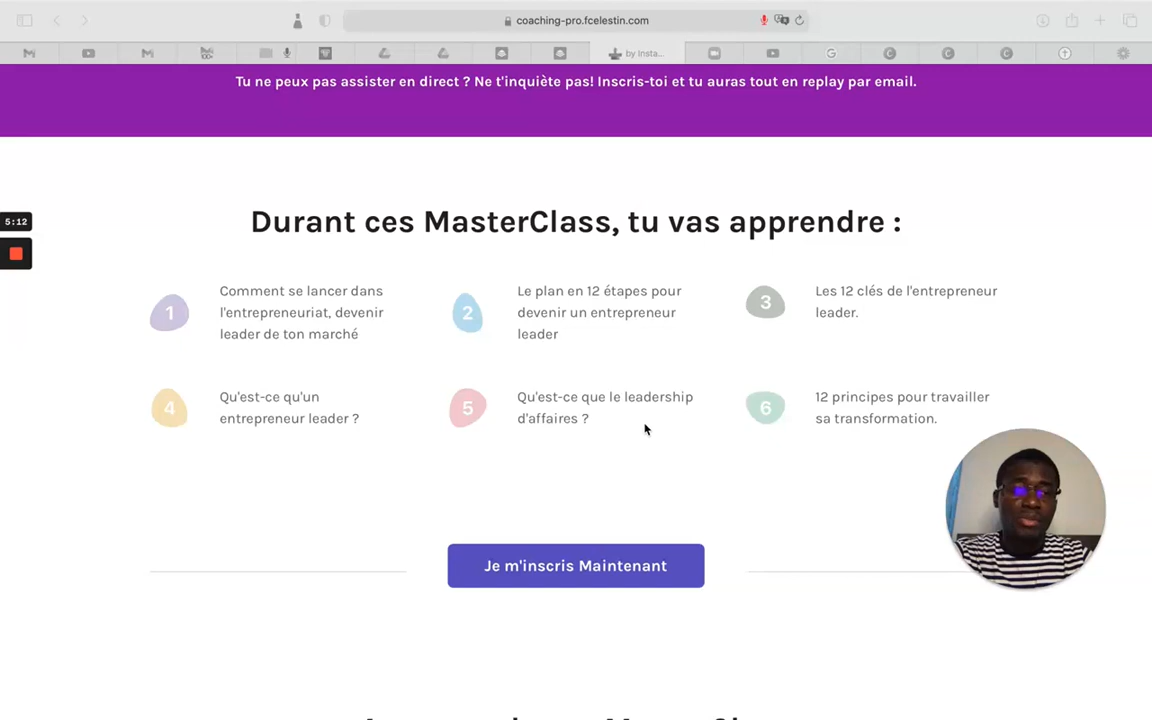 coaching-pro.fcelestin.com
by Insta...
Tu ne peux pas assister en direct ? Ne t'inquiète pas! Inscris-toi et tu auras tout en replay par email.
5:12
Durant ces MasterClass, tu vas apprendre :
1
Comment se lancer dans
l'entrepreneuriat, devenir
leader de ton marché
2
Le plan en 12 étapes pour
devenir un entrepreneur
leader
3
Les 12 clés de l'entrepreneur
leader.
4
Qu'est-ce qu'un
entrepreneur leader ?
5
Qu'est-ce que le leadership
d'affaires ?
6
12 principes pour travailler
sa transformation.
Je m'inscris Maintenant